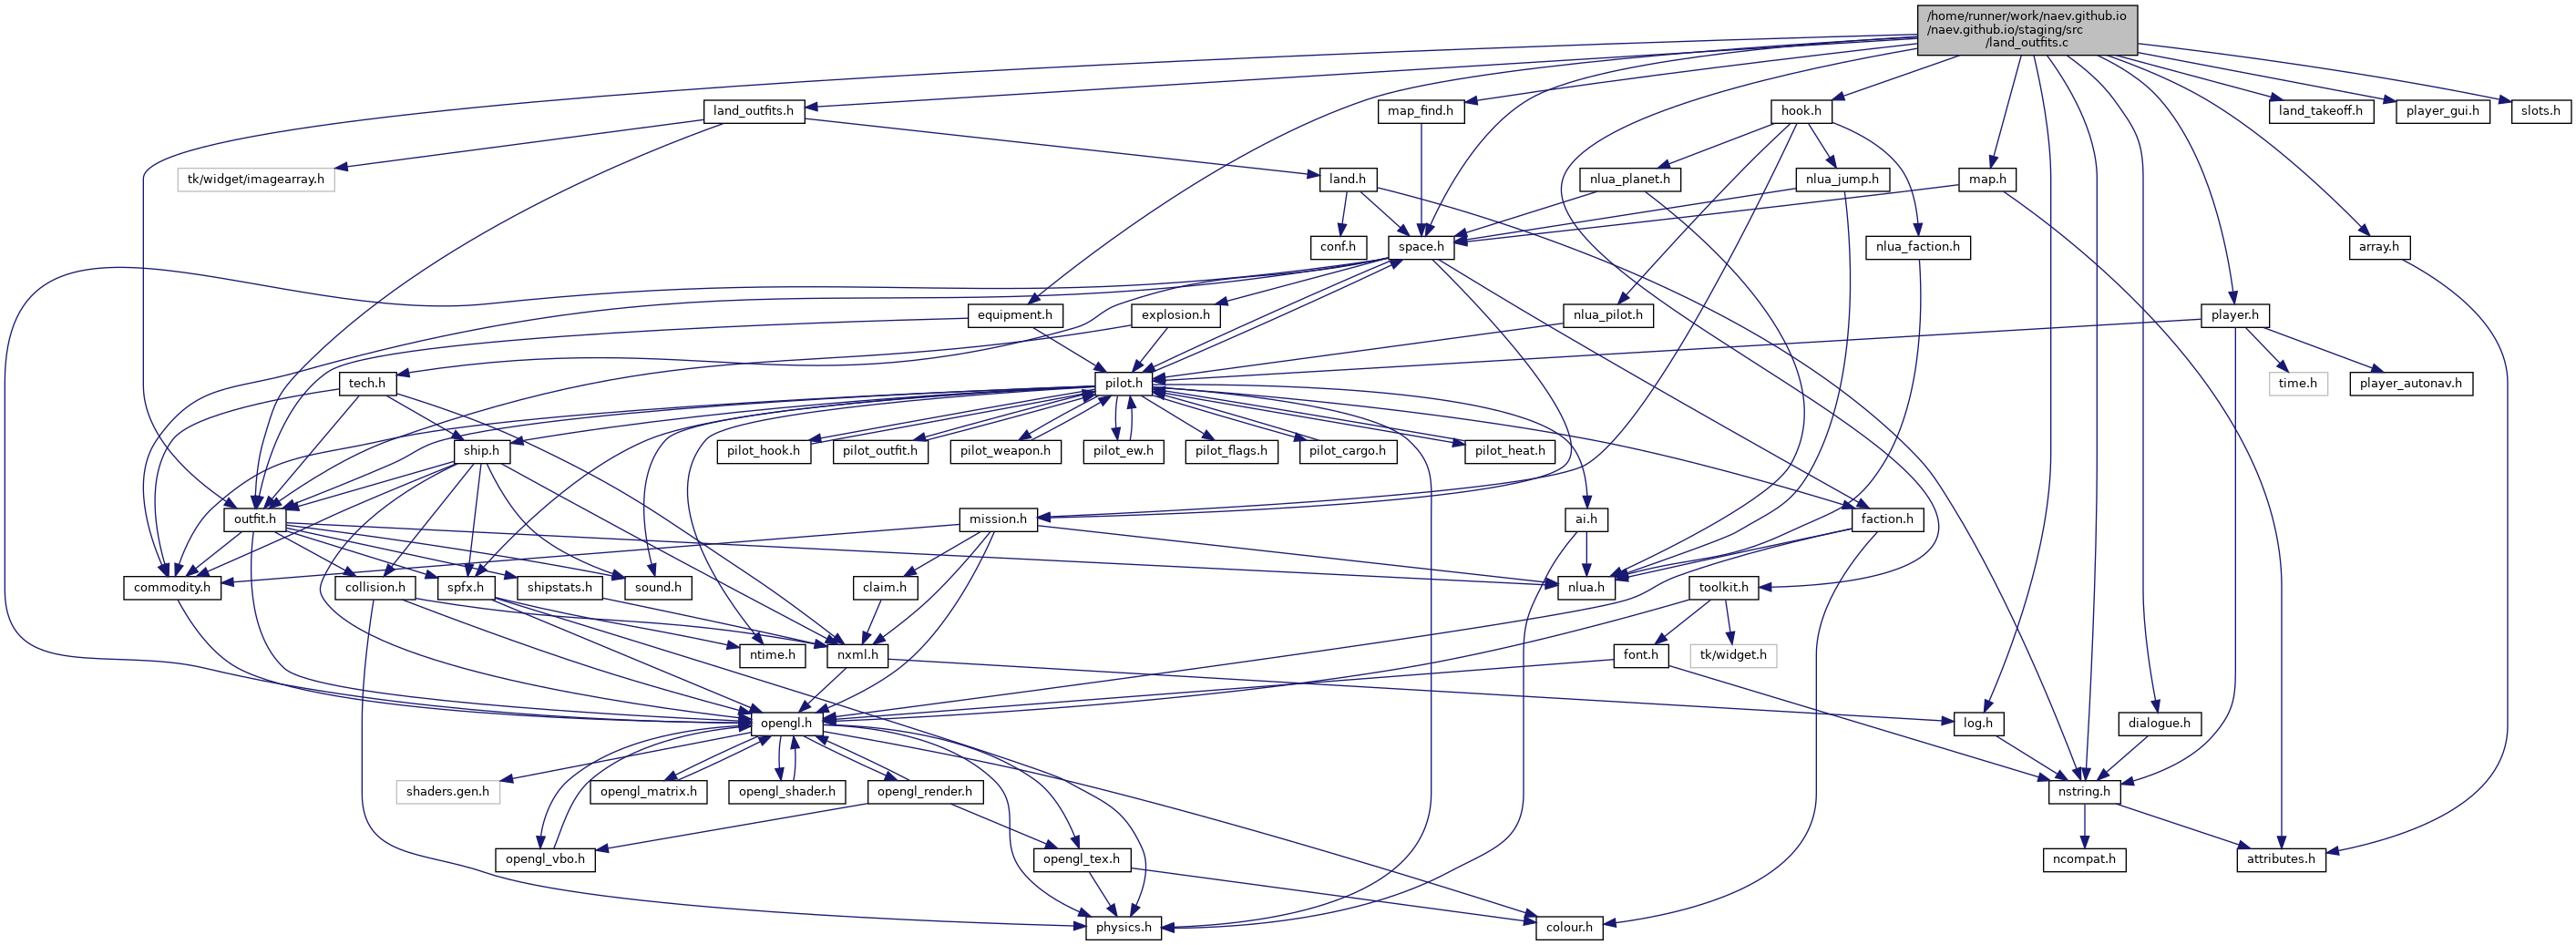 /home/runner/work/naev.github.io
/naev.github.io/staging/src
/land_outfits.c
land_outfits.h
map_find.h
hook.h
land_takeoff.h
player_gui.h
slots.h
tk/widget/imagearray.h
land.h
nlua_planet.h
nlua_jump.h
map.h
conf.h
space.h
nlua_faction.h
array.h
equipment.h
explosion.h
nlua_pilot.h
player.h
tech.h
pilot.h
time.h
player_autonav.h
ship.h
pilot_hook.h
pilot_outfit.h
pilot_weapon.h
pilot_ew.h
pilot_flags.h
pilot_cargo.h
pilot_heat.h
outfit.h
mission.h
ai.h
faction.h
commodity.h
collision.h
spfx.h
shipstats.h
sound.h
claim.h
nlua.h
toolkit.h
ntime.h
nxml.h
font.h
tk/widget.h
opengl.h
log.h
dialogue.h
shaders.gen.h
opengl_matrix.h
opengl_shader.h
opengl_render.h
nstring.h
opengl_vbo.h
opengl_tex.h
ncompat.h
attributes.h
physics.h
colour.h